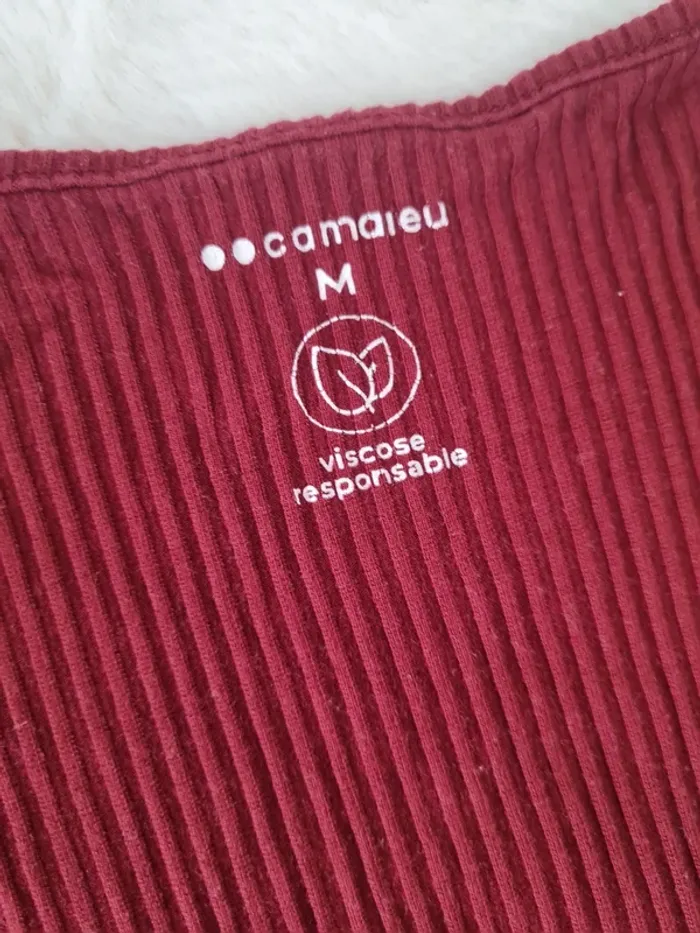 camaieu
M
viscose
responsable